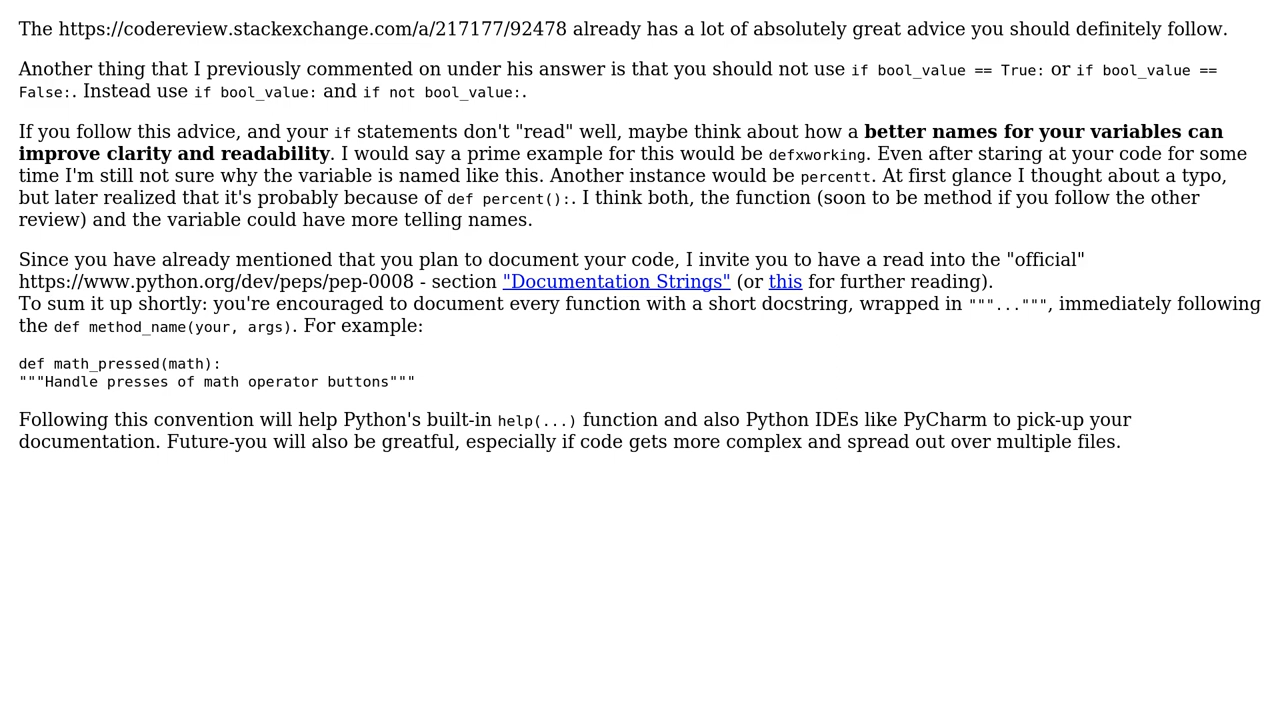 The https://codereview.stackexchange.com/a/217177/92478 already has a lot of absolutely great advice you should definitely follow.
Another thing that I previously commented on under his answer is that you should not use if bool_value == True: or if bool_value ==
False:. Instead use if bool_value: and if not bool_value:.
If you follow this advice, and your if statements don't "read" well, maybe think about how a better names for your variables can
improve clarity and readability. I would say a prime example for this would be defxworking. Even after staring at your code for some
time I'm still not sure why the variable is named like this. Another instance would be percentt. At first glance I thought about a typo,
but later realized that it's probably because of def percent():. I think both, the function (soon to be method if you follow the other
review) and the variable could have more telling names.
Since you have already mentioned that you plan to document your code, I invite you to have a read into the "official"
https://www.python.org/dev/peps/pep-0008 - section "Documentation Strings" (or this for further reading).
To sum it up shortly: you're encouraged to document every function with a short docstring, wrapped in """...""", immediately following
the def method_name(your, args). For example:
def math_pressed(math):
"""Handle presses of math operator buttons"""
Following this convention will help Python's built-in help(...) function and also Python IDEs like PyCharm to pick-up your
documentation. Future-you will also be greatful, especially if code gets more complex and spread out over multiple files.